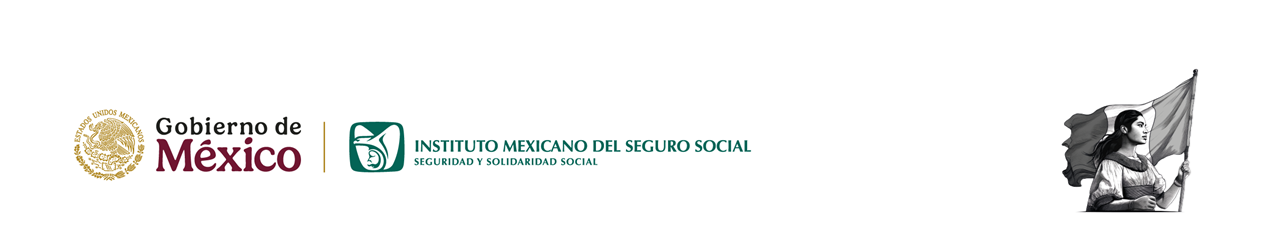 ESTADOS UNIDOS MEXICANOS
Gobierno de
México
INSTITUTO MEXICANO DEL SEGURO SOCIAL
SEGURIDAD Y SOLIDARIDAD SOCIAL